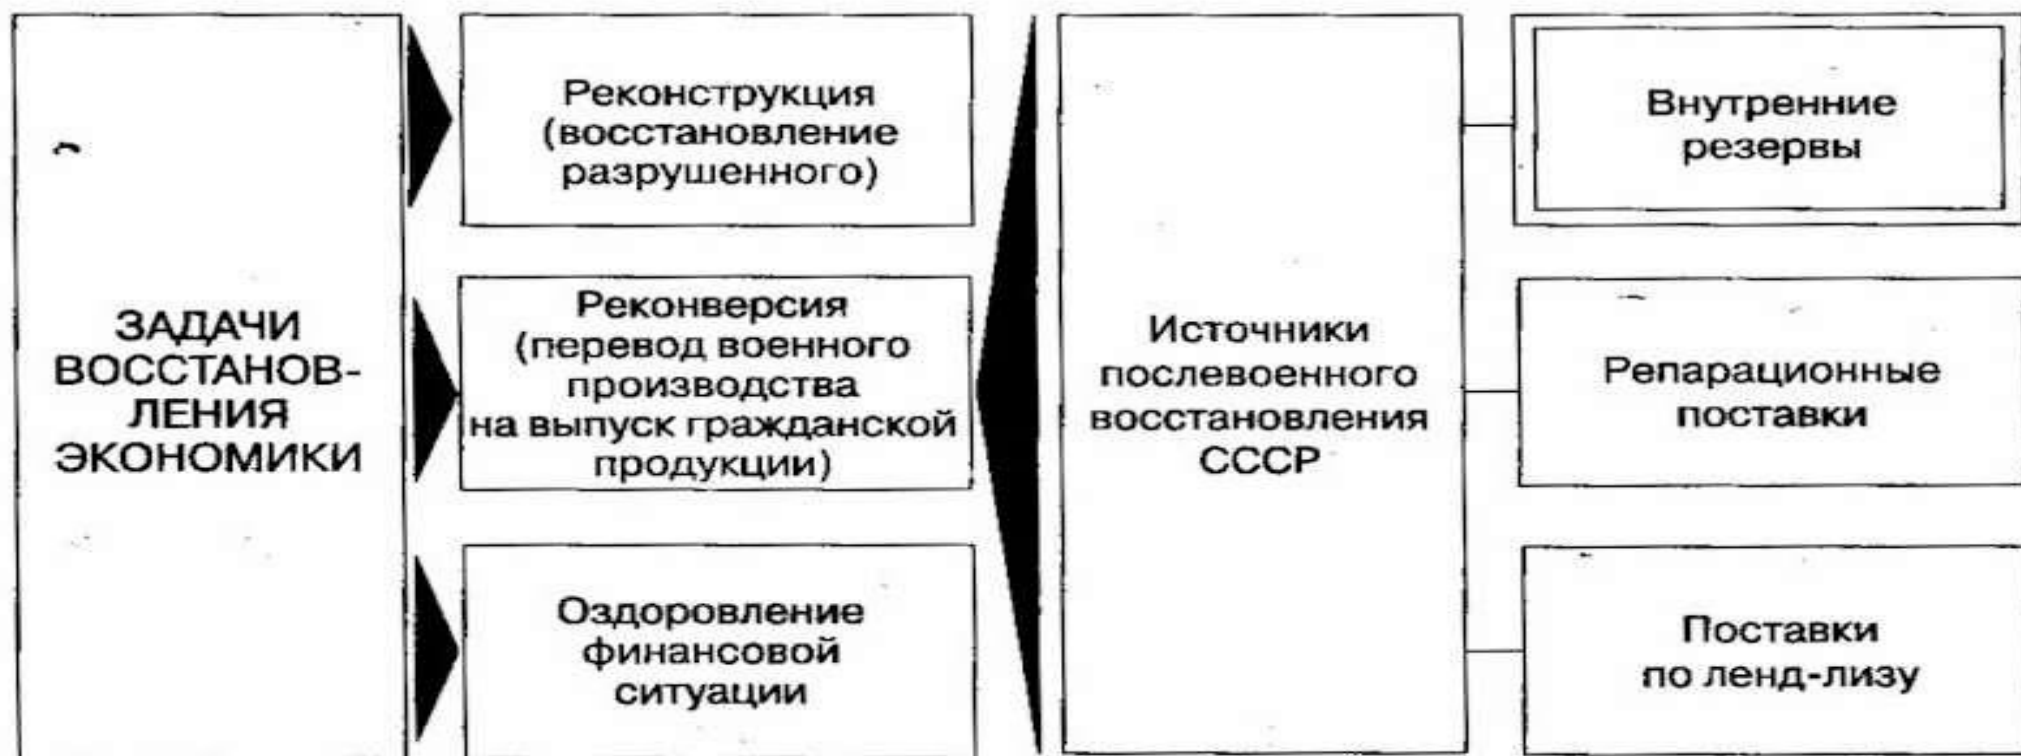 ЗАДАЧИ
ВОССТАНОВ-
ЛЕНИЯ
ЭКОНОМИКИ
Реконструкция
(восстановление
разрушенного)
Реконверсия
(перевод военного
производства
на выпуск гражданской
продукции)
Оздоровление
финансовой
ситуации
Источники
послевоенного
восстановления
СССР
Внутренние
резервы
Репарационные
поставки
Поставки
по ленд-лизу